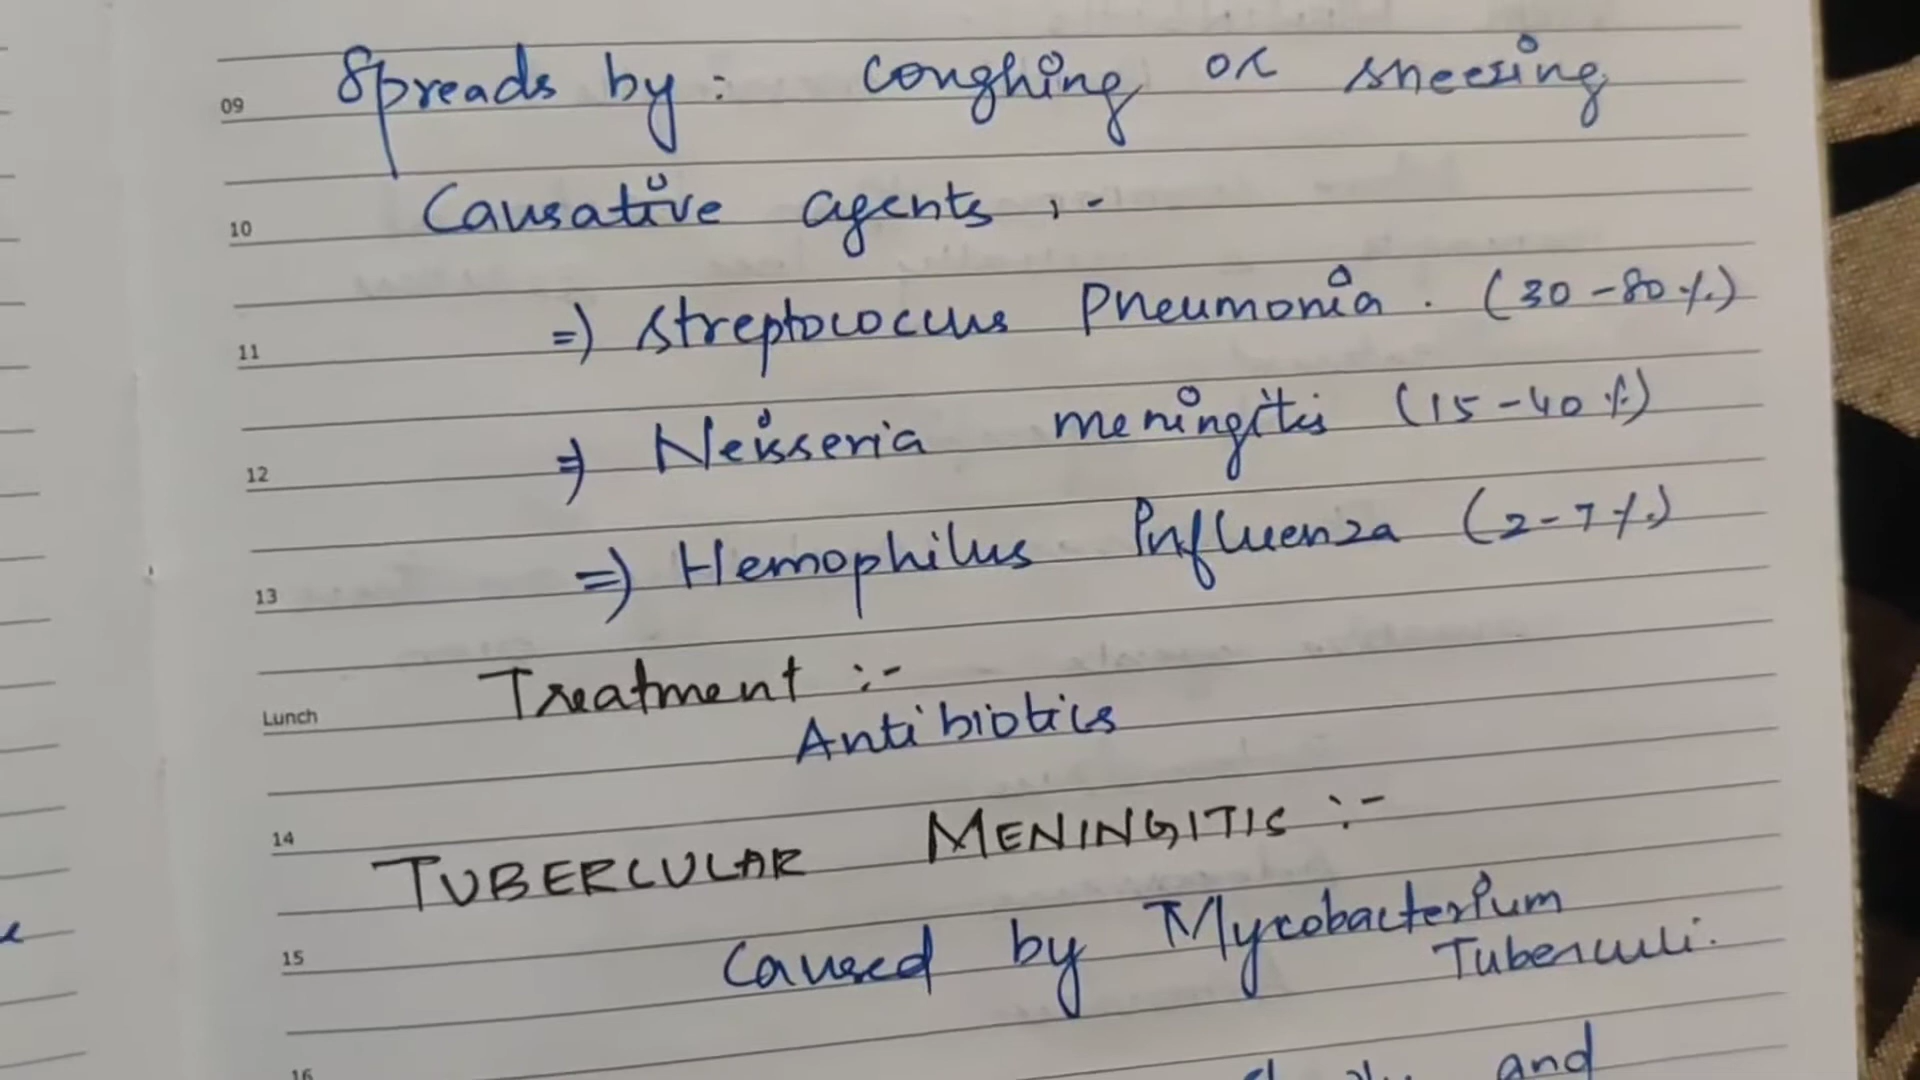 09 Spreads by: Coughing or sneezing
10 Causative agents :-
11 => Streptococcus Pneumonia. (30-80%)
12 => Neisseria meningitis (15-40%)
13 => Hemophilus Influenza (2-7%)
Lunch Treatment :-
Antibiotics
14 TUBERCULAR MENINGITIS :-
15 Caused by Mycobacterium
Tuberculi.
16 and